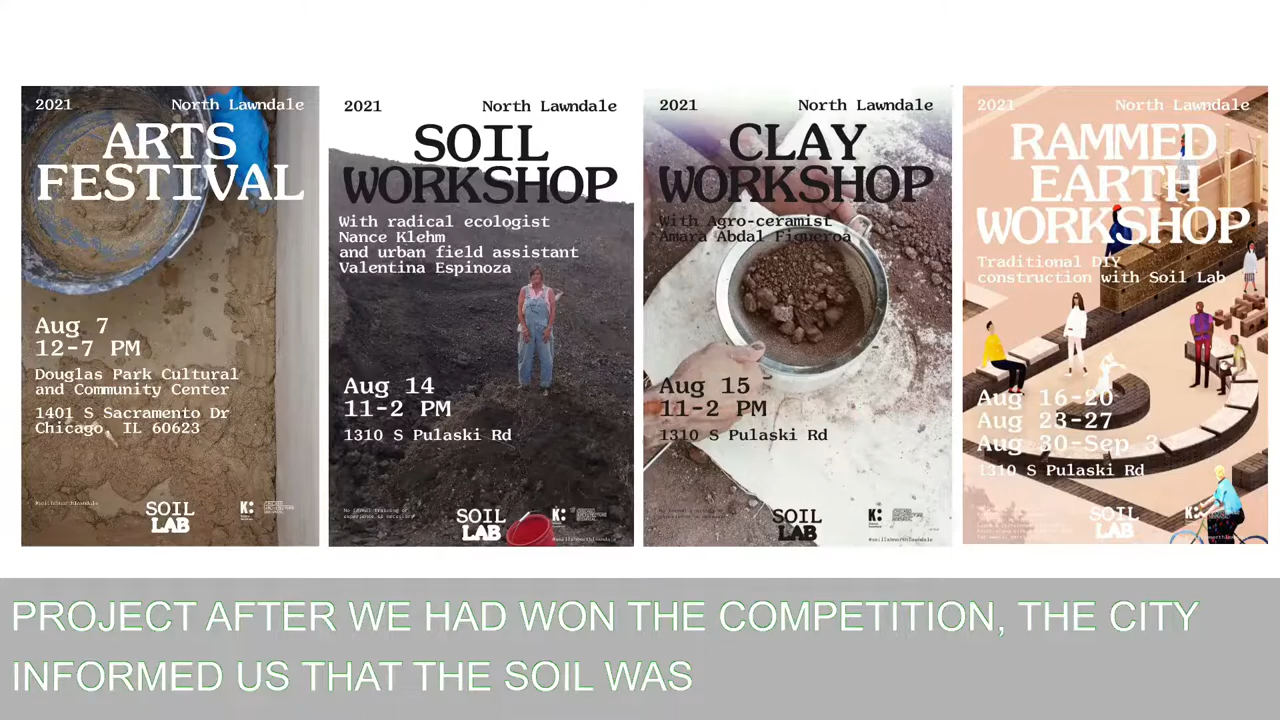 2021 North Lawndale
ARTS
FESTIVAL
Aug 7
12-7 PM
Douglas Park Cultural
and Community Center
1401 S Sacramento Dr
Chicago, IL 60623
SOIL
LAB
2021 North Lawndale
SOIL
WORKSHOP
With radical ecologist
Nance Klehm
and urban field assistant
Valentina Espinoza
Aug 14
11-2 PM
1310 S Pulaski Rd
SOIL
LAB
2021 North Lawndale
CLAY
WORKSHOP
With Agro-ceramist
Amara Abdal Figueroa
Aug 15
11-2 PM
1310 S Pulaski Rd
SOIL
LAB
2021 North Lawndale
RAMMED
EARTH
WORKSHOP
Traditional DIY
construction with Soil Lab
Aug 16-20
Aug 23-27
Aug 30-Sep 3
1310 S Pulaski Rd
SOIL
LAB
PROJECT AFTER WE HAD WON THE COMPETITION, THE CITY
INFORMED US THAT THE SOIL WAS